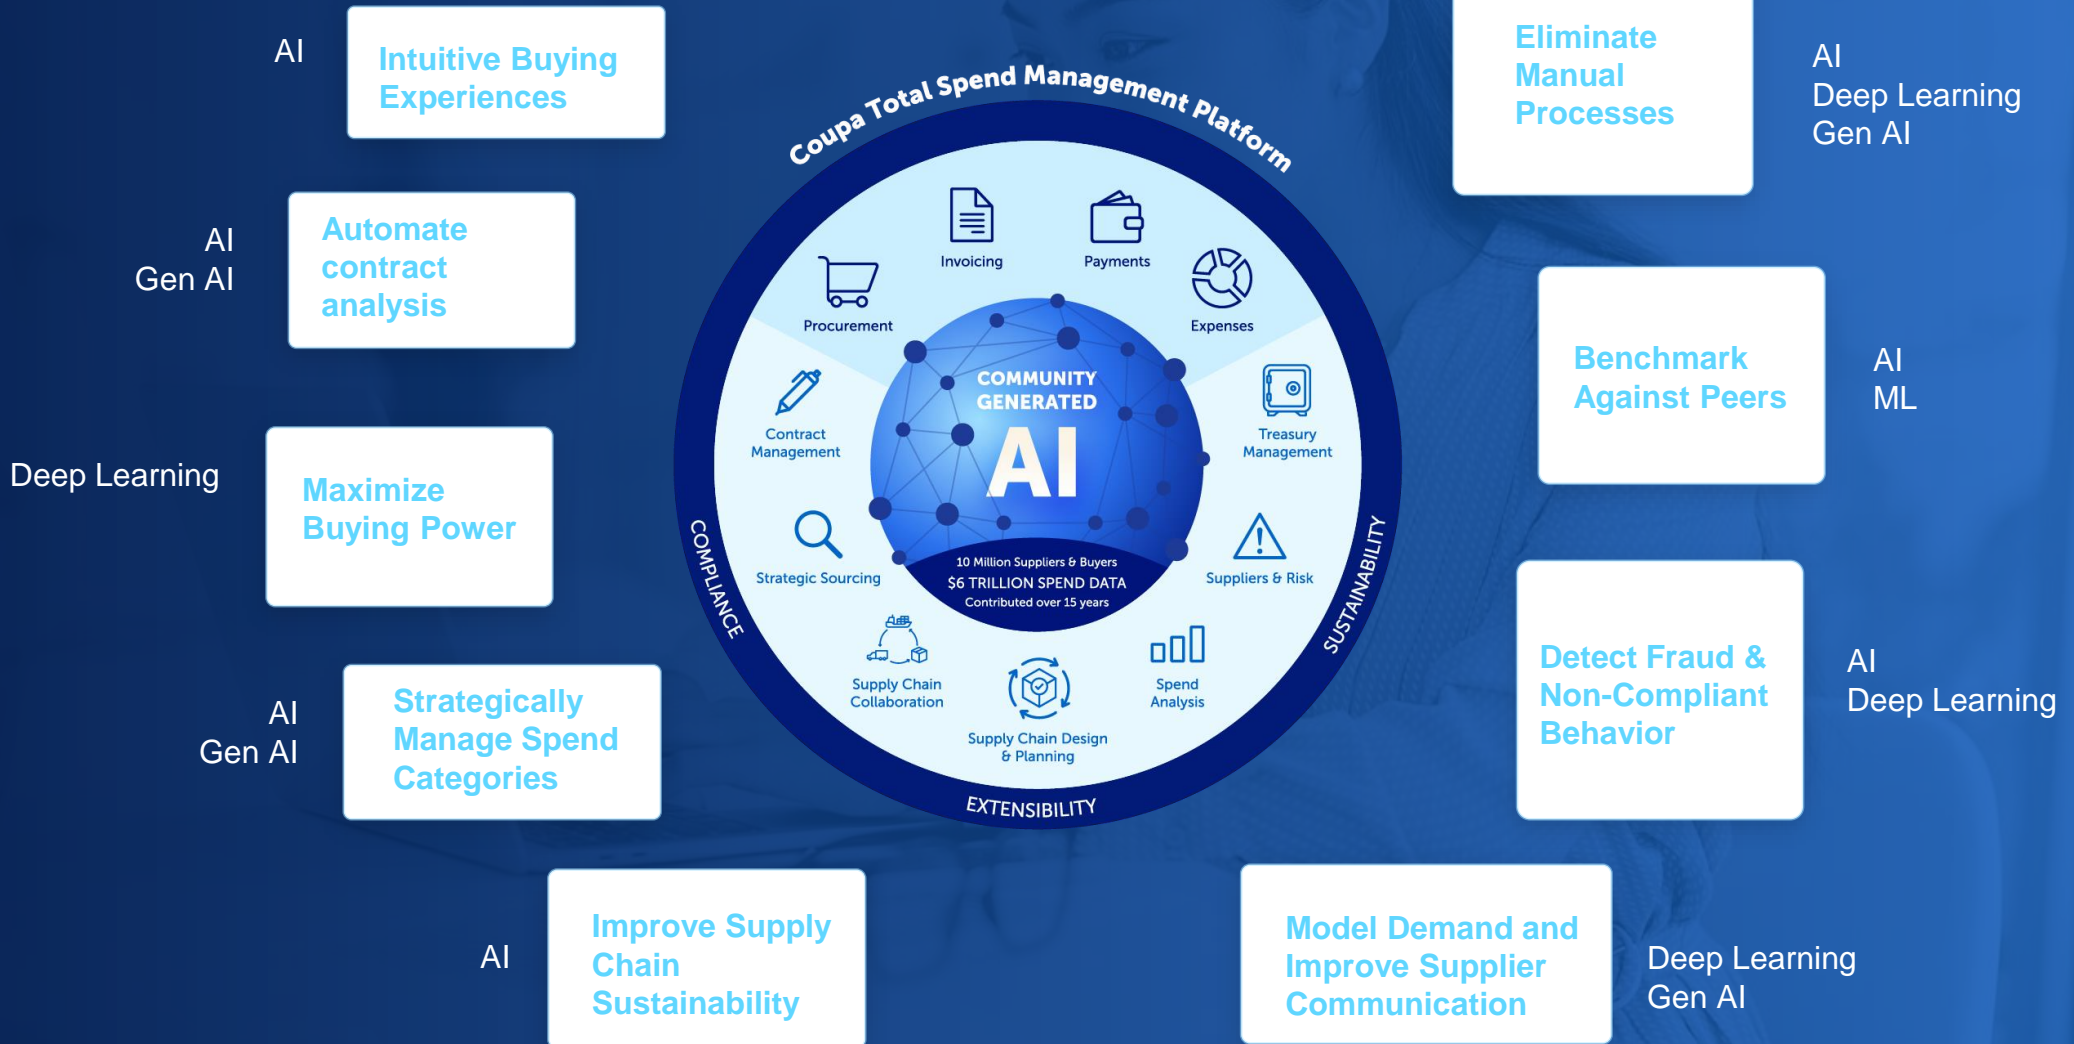 AI
Intuitive Buying
Experiences
AI
Gen AI
Automate
contract
analysis
Deep Learning
Maximize
Buying Power
AI
Gen AI
Strategically
Manage Spend
Categories
AI
Improve Supply
Chain
Sustainability
Coupa Total Spend Management Platform
Invoicing
Payments
Procurement
Expenses
Contract
Management
Treasury
Management
Strategic Sourcing
Suppliers & Risk
Supply Chain
Collaboration
Spend
Analysis
Supply Chain Design
& Planning
COMMUNITY
GENERATED
AI
10 Million Suppliers & Buyers
$6 TRILLION SPEND DATA
Contributed over 15 years
COMPLIANCE
EXTENSIBILITY
SUSTAINABILITY
Eliminate
Manual
Processes
AI
Deep Learning
Gen AI
Benchmark
Against Peers
AI
ML
Detect Fraud &
Non-Compliant
Behavior
AI
Deep Learning
Model Demand and
Improve Supplier
Communication
Deep Learning
Gen AI